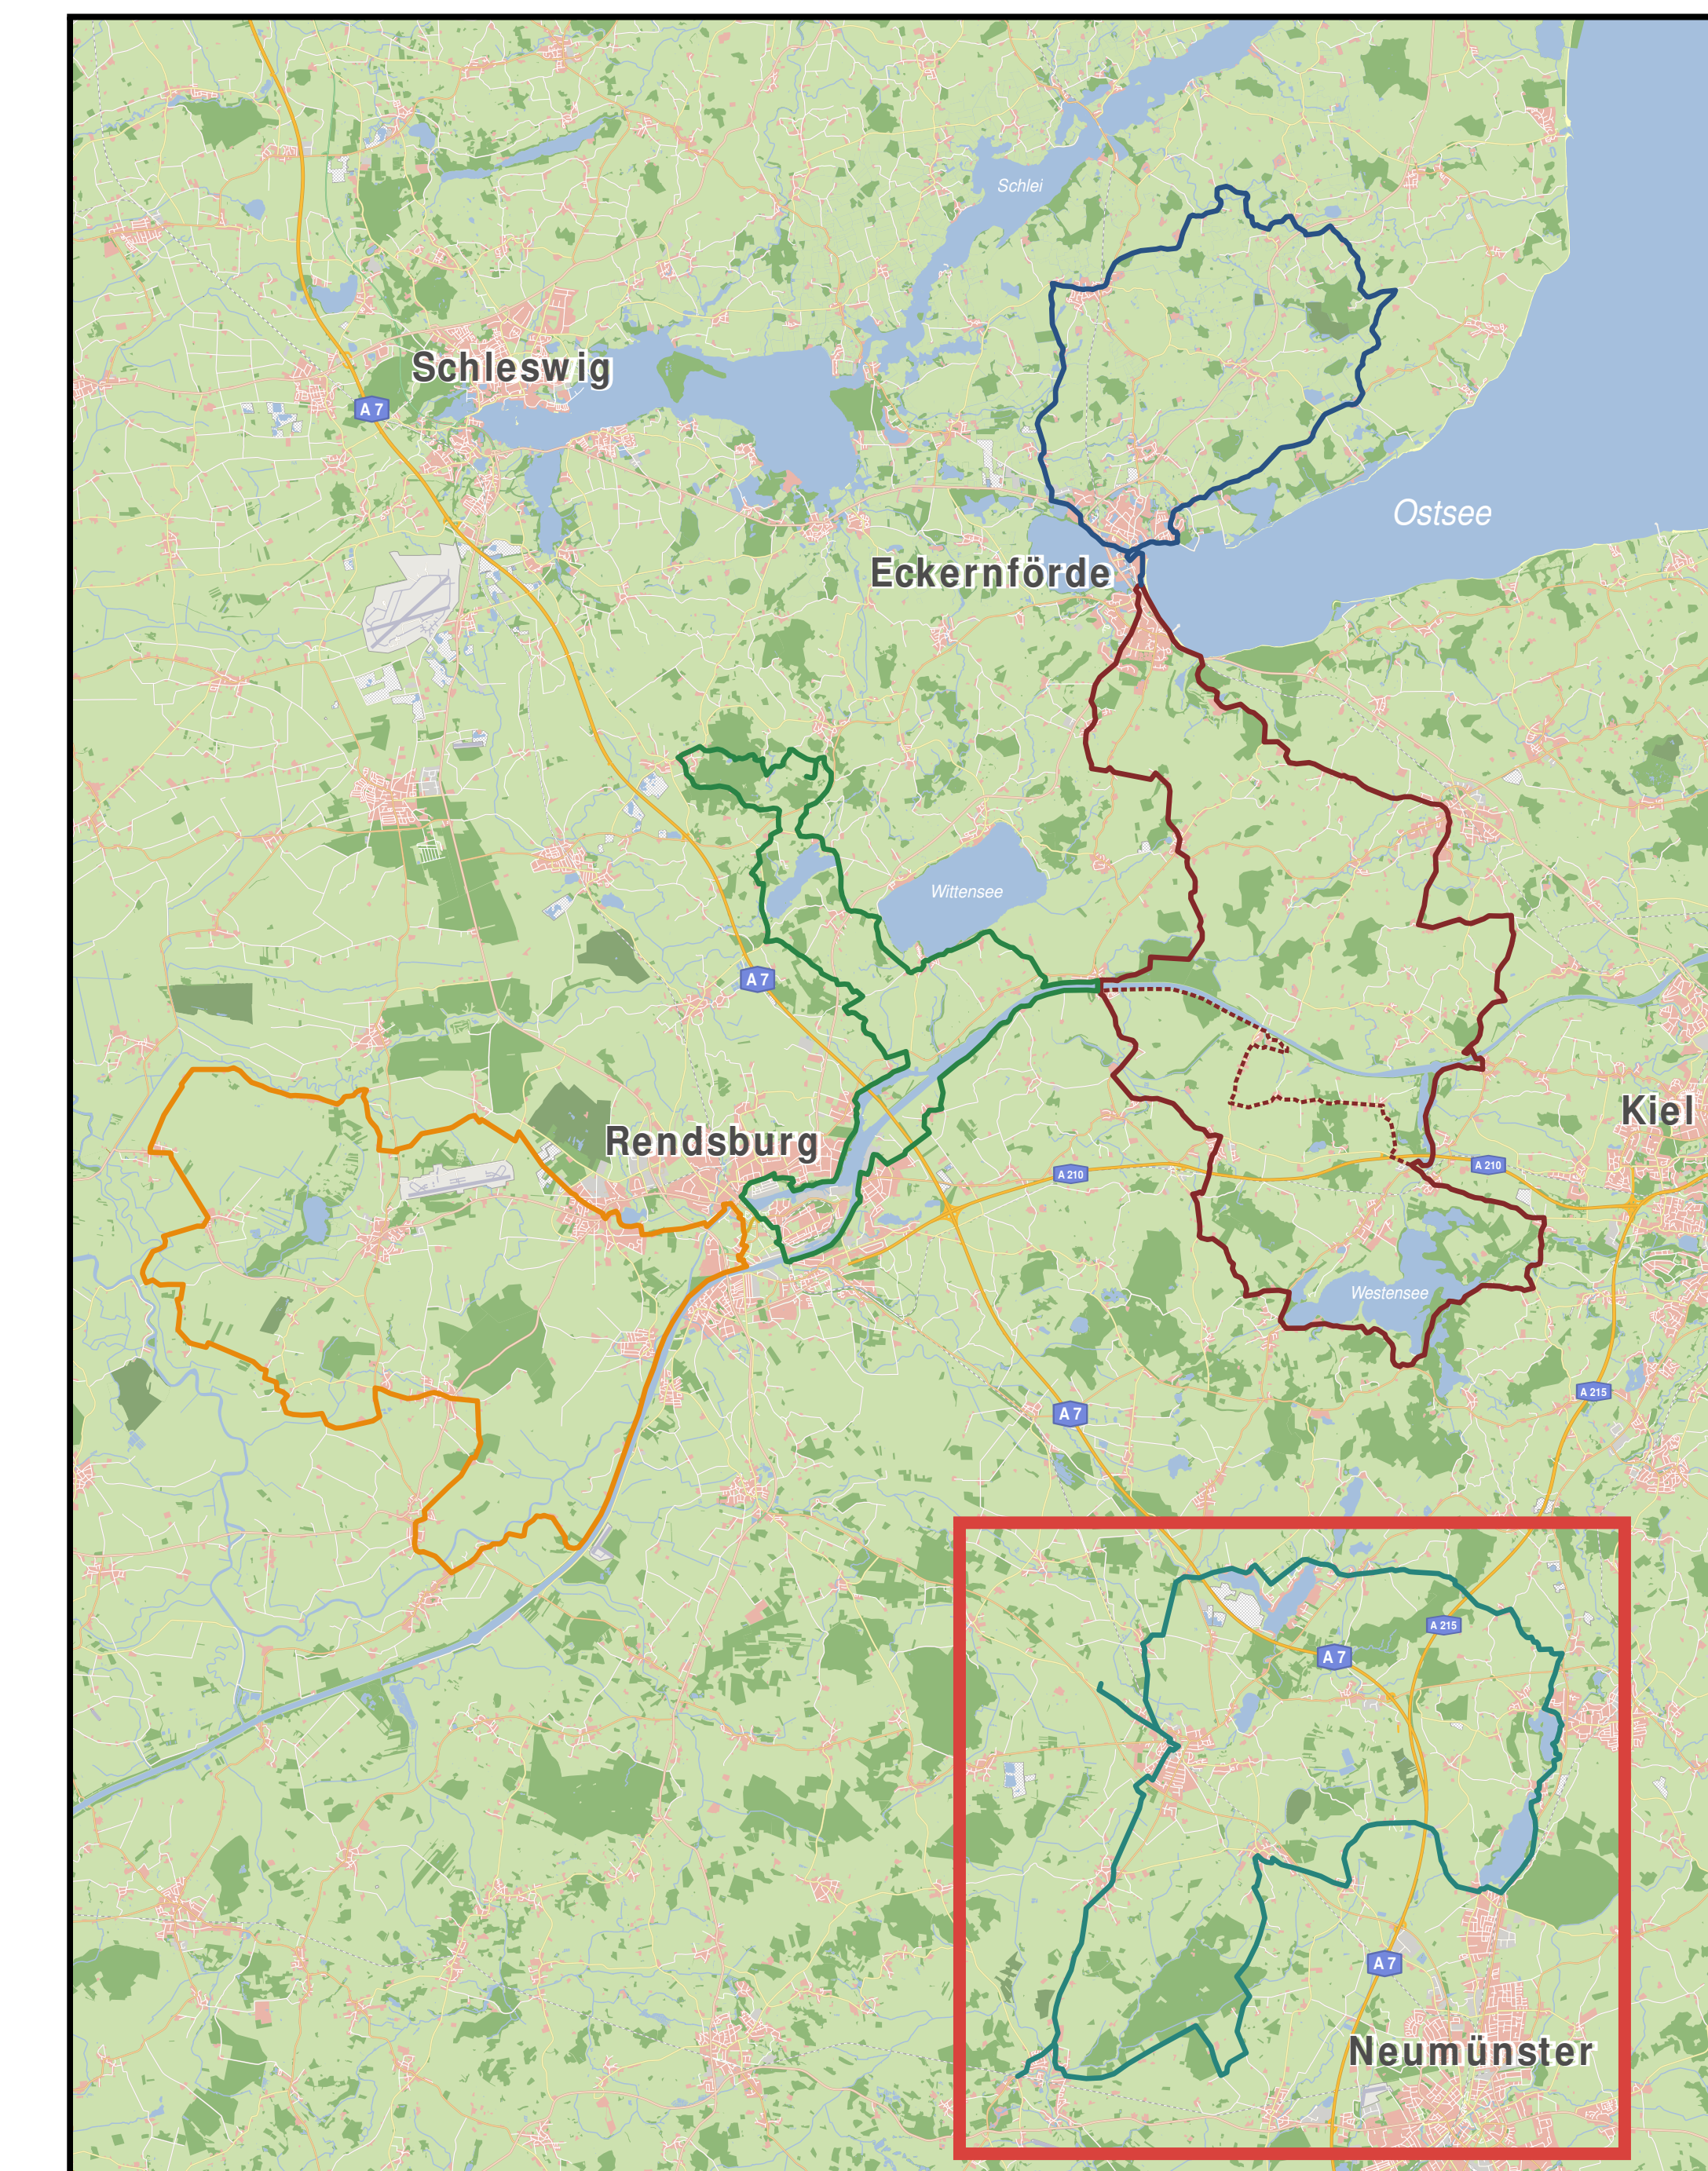 Schlei
Schleswig
A 7
Ostsee
Eckernförde
Wittensee
A 7
Kiel
Rendsburg
A 210
A 210
Westensee
A 215
A 7
A 215
A 7
A 7
Neumünster